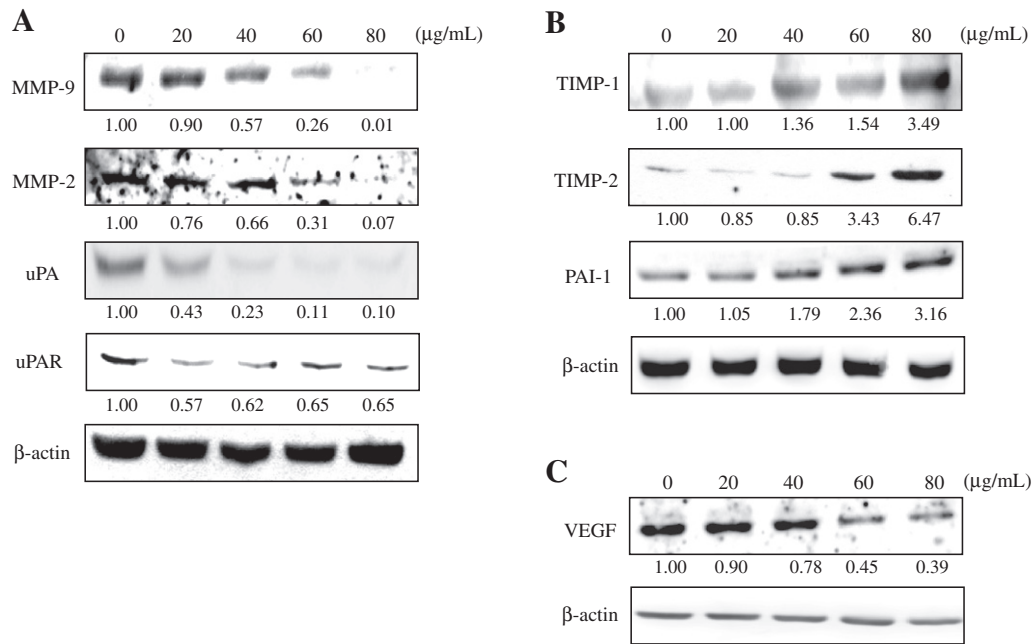 A
0 20 40 60 80 (μg/mL)
MMP-9
1.00 0.90 0.57 0.26 0.01
MMP-2
1.00 0.76 0.66 0.31 0.07
uPA
1.00 0.43 0.23 0.11 0.10
uPAR
1.00 0.57 0.62 0.65 0.65
β-actin
B
0 20 40 60 80 (μg/mL)
TIMP-1
1.00 1.00 1.36 1.54 3.49
TIMP-2
1.00 0.85 0.85 3.43 6.47
PAI-1
1.00 1.05 1.79 2.36 3.16
β-actin
C
0 20 40 60 80 (μg/mL)
VEGF
1.00 0.90 0.78 0.45 0.39
β-actin